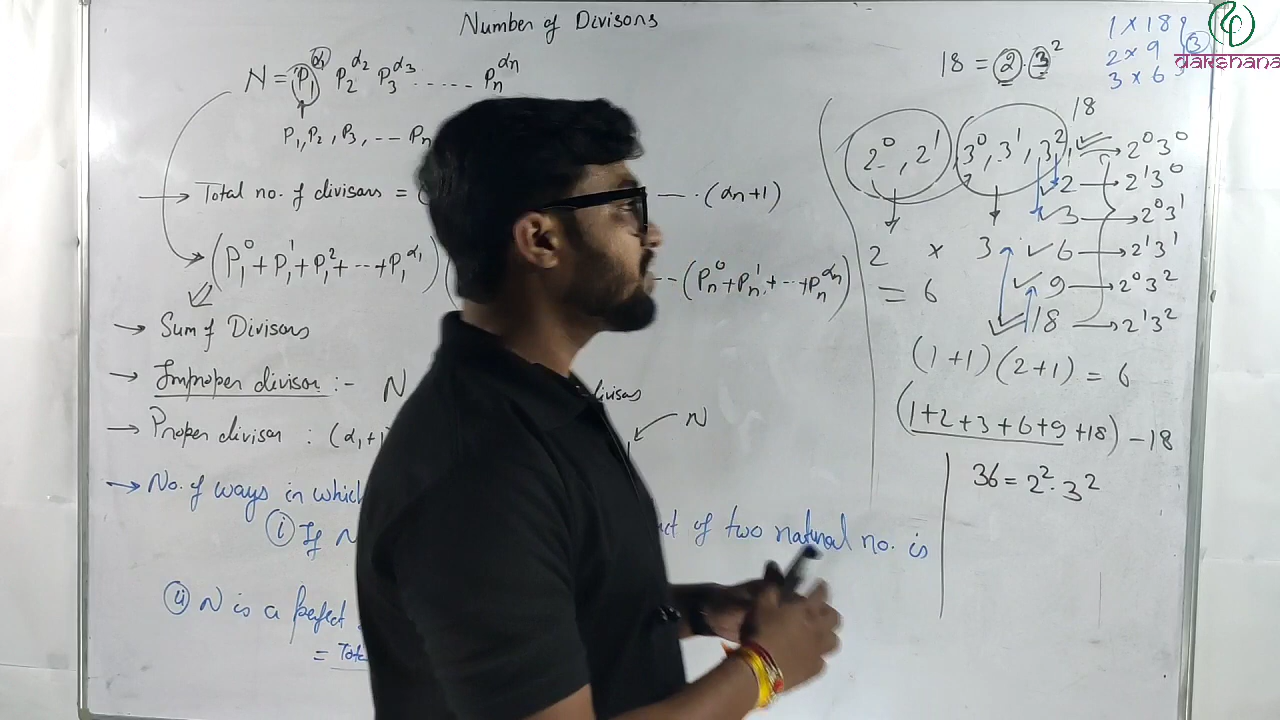 Number of Divisons
N = P₁^α₁ P₂^α₂ P₃^α₃ ...... Pₙ^αₙ
P₁, P₂, P₃, --- Pₙ
→ Total no. of divisors = --- · (αₙ+1)
(P₁⁰ + P₁¹ + P₁² + --- + P₁^α₁) ( --- (Pₙ⁰ + Pₙ¹ + --- + Pₙ^αₙ)
→ Sum of Divisors
→ Improper divisor :- N
→ Proper divisor : (α₁+1 N
→ No. of ways in which
(i) If N of two natural no. is
(ii) N is a perfect
=
18 = 2 · 3²
1 × 18
2 × 9 (3)
3 × 6
dakshana
18
2⁰, 2¹ 3⁰, 3¹, 3² 1 → 2⁰3⁰
2 → 2¹3⁰
3 → 2⁰3¹
2 × 3 6 → 2¹3¹
= 6 9 → 2⁰3²
18 → 2¹3²
(1+1)(2+1) = 6
(1+2+3+6+9+18) - 18
36 = 2² · 3²